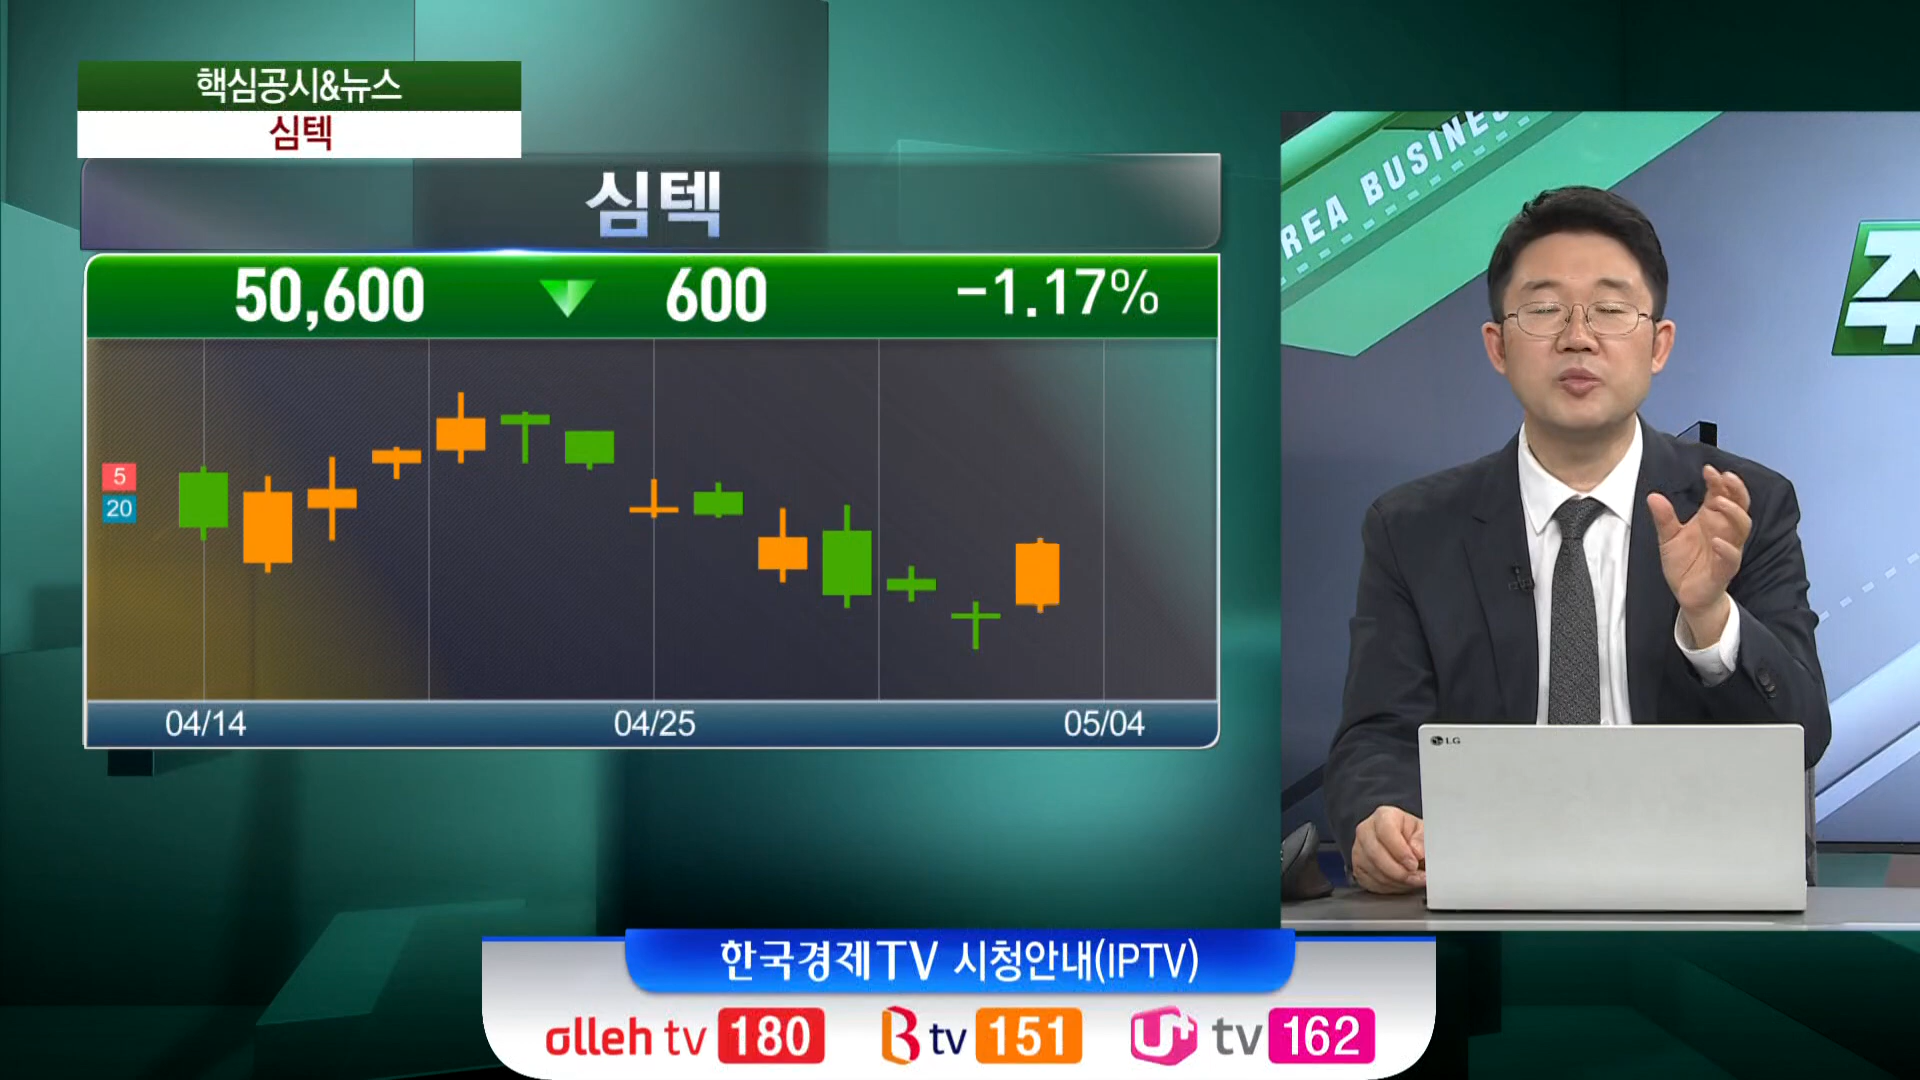 핵심공시&뉴스
심텍
심텍
50,600 ▼ 600 -1.17%
5
20
04/14 04/25 05/04
REA BUSINES
주
LG
한국경제TV 시청안내(IPTV)
olleh tv 180 B tv 151 U+ tv 162